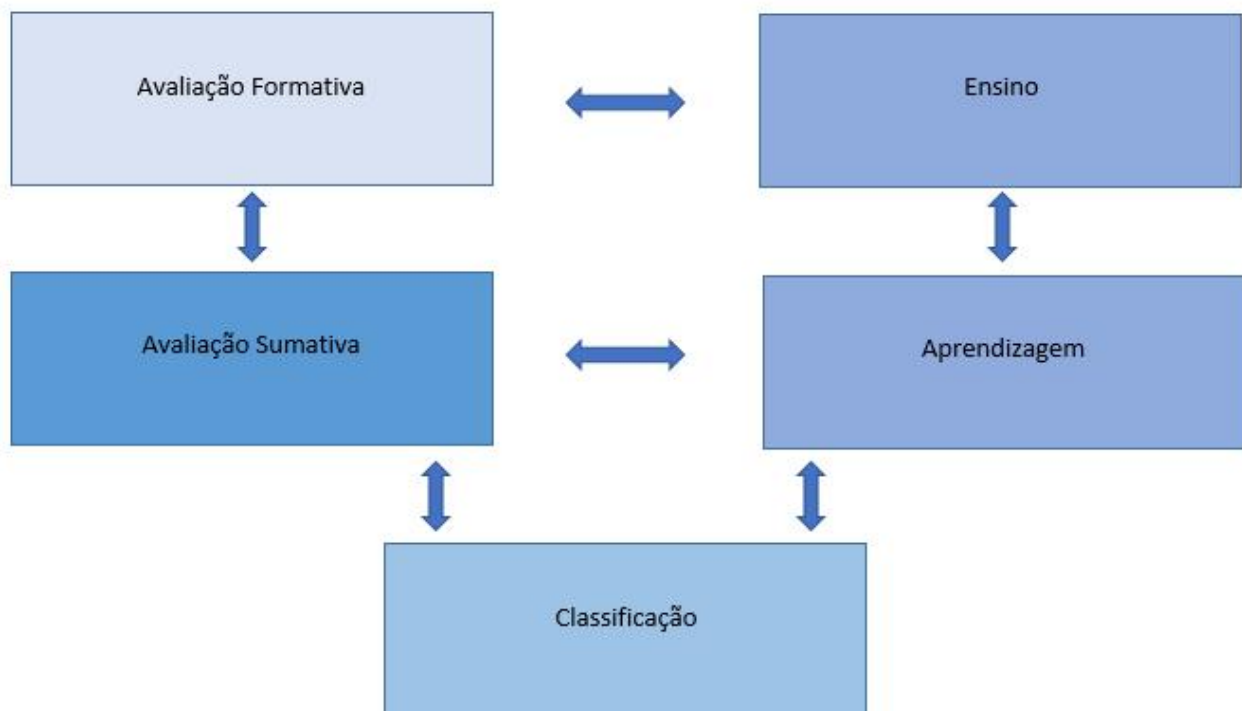 Avaliação Formativa
Ensino
Avaliação Sumativa
Aprendizagem
Classificação